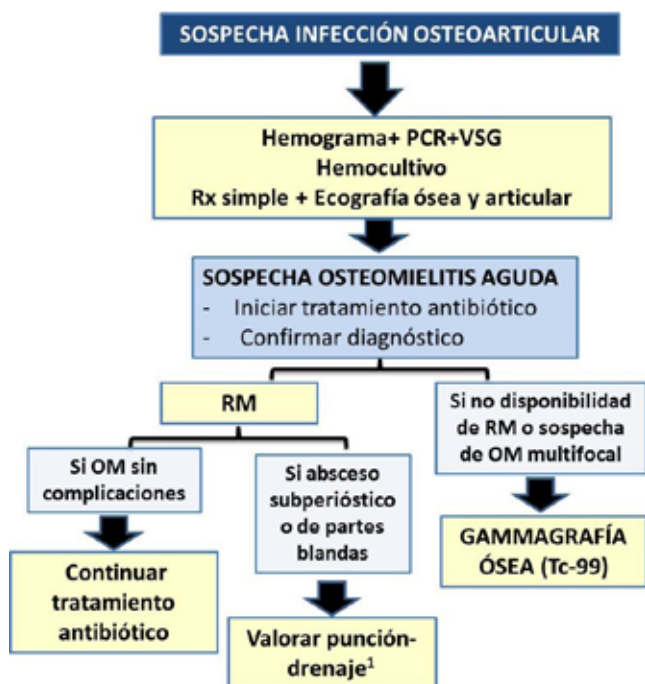 SOSPECHA INFECCIÓN OSTEOARTICULAR
Hemograma+ PCR+VSG
Hemocultivo
Rx simple + Ecografía ósea y articular
SOSPECHA OSTEOMIELITIS AGUDA
- Iniciar tratamiento antibiótico
- Confirmar diagnóstico
RM
Si no disponibilidad
de RM o sospecha
de OM multifocal
Si OM sin
complicaciones
Si absceso
subperióstico
o de partes
blandas
GAMMAGRAFÍA
ÓSEA (Tc-99)
Continuar
tratamiento
antibiótico
Valorar punción-
drenaje¹